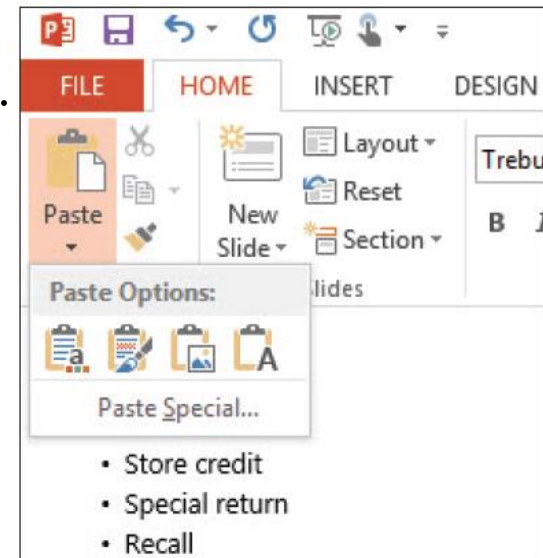 FILE HOME INSERT DESIGN
Layout
Reset
Section
Paste
New
Slide
Trebu
B I
lides
Paste Options:
Paste Special...
• Store credit
• Special return
• Recall